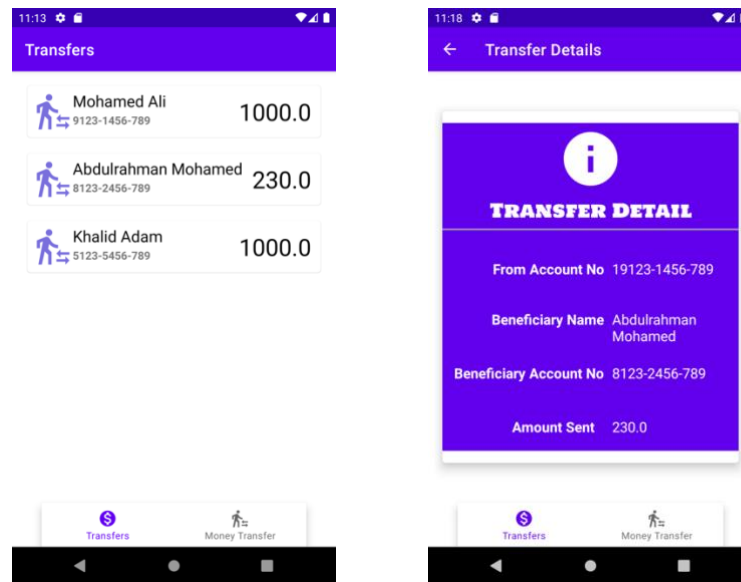 11:13
Transfers
Mohamed Ali
9123-1456-789
1000.0
Abdulrahman Mohamed
8123-2456-789
230.0
Khalid Adam
5123-5456-789
1000.0
Transfers
Money Transfer
11:18
Transfer Details
i
TRANSFER DETAIL
From Account No 19123-1456-789
Beneficiary Name Abdulrahman
Mohamed
Beneficiary Account No 8123-2456-789
Amount Sent 230.0
Transfers
Money Transfer